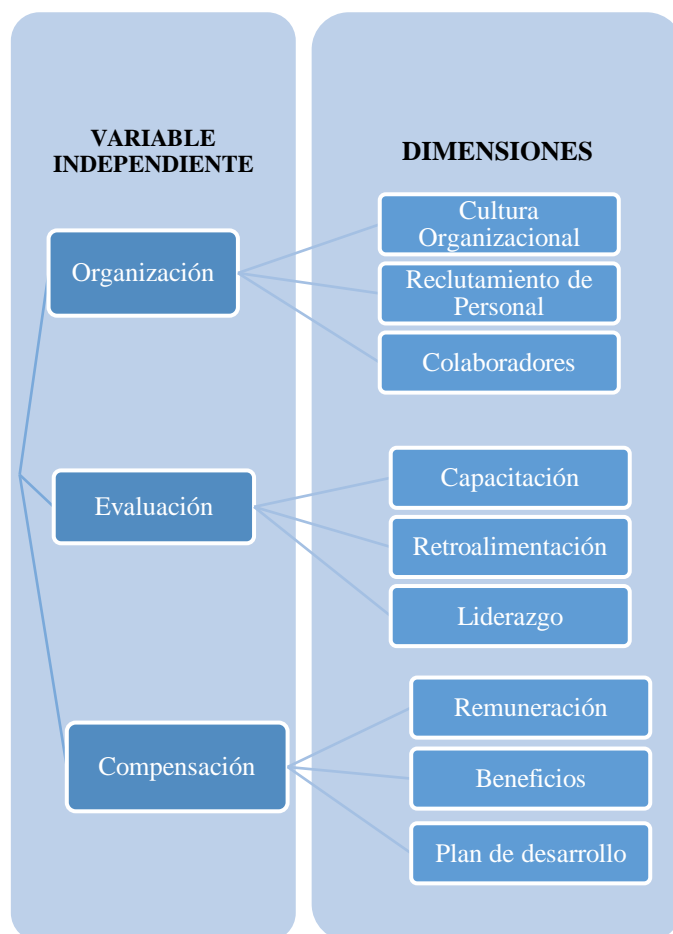 VARIABLE
INDEPENDIENTE
DIMENSIONES
Organización
Cultura
Organizacional
Reclutamiento de
Personal
Colaboradores
Evaluación
Capacitación
Retroalimentación
Liderazgo
Compensación
Remuneración
Beneficios
Plan de desarrollo